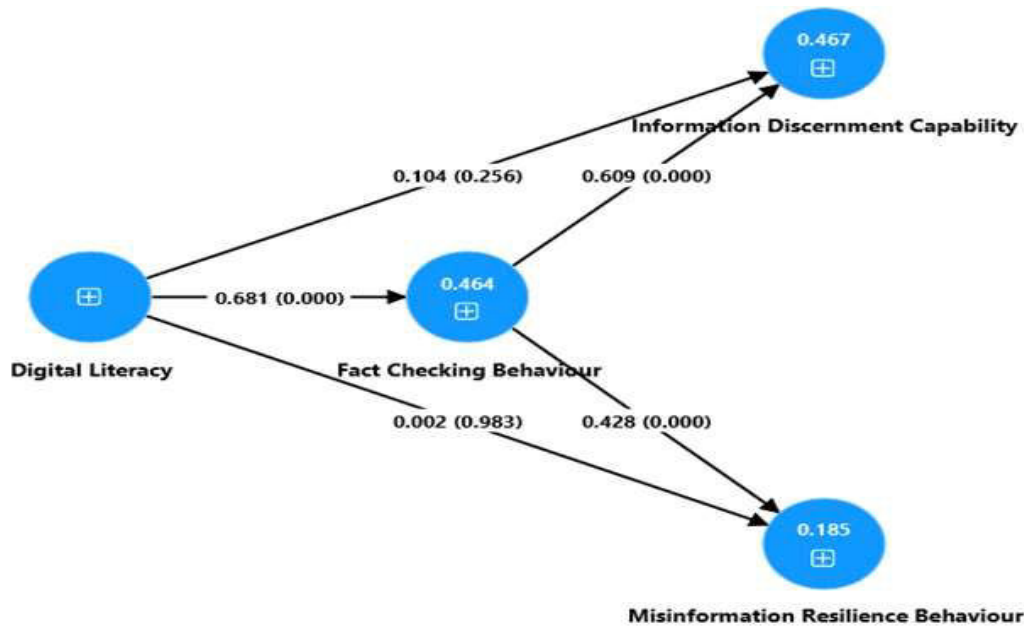 0.467
Information Discernment Capability
0.104 (0.256)
0.609 (0.000)
0.464
0.681 (0.000)
Digital Literacy
Fact Checking Behaviour
0.002 (0.983)
0.428 (0.000)
0.185
Misinformation Resilience Behaviour